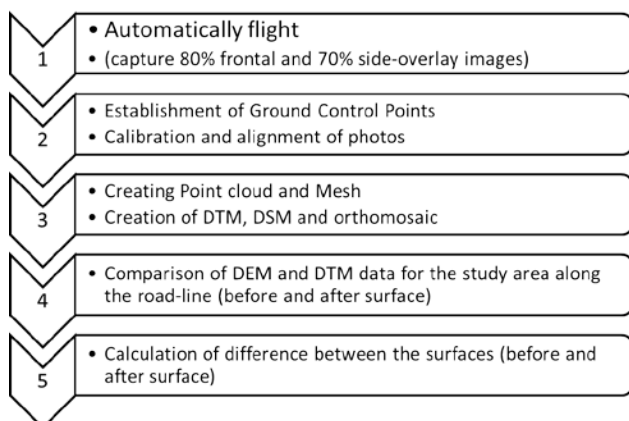 • Automatically flight
1
• (capture 80% frontal and 70% side-overlay images)
• Establishment of Ground Control Points
2
• Calibration and alignment of photos
• Creating Point cloud and Mesh
3
• Creation of DTM, DSM and orthomosaic
• Comparison of DEM and DTM data for the study area along
4
the road-line (before and after surface)
• Calculation of difference between the surfaces (before and
5
after surface)